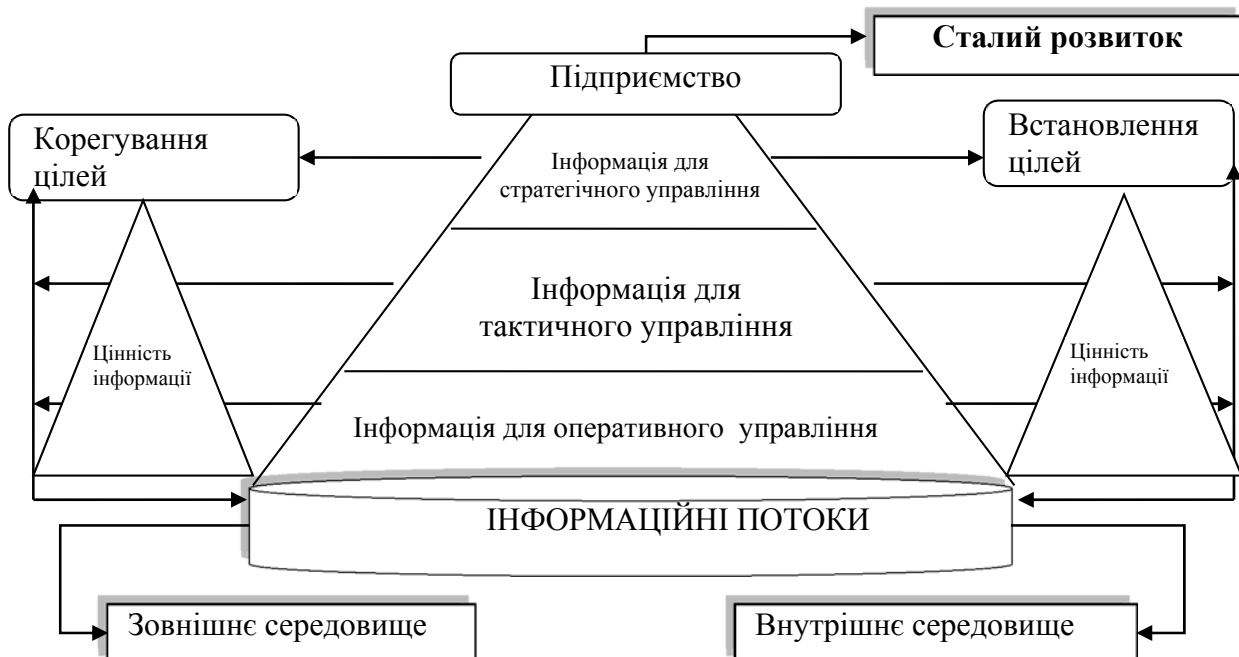 Сталий розвиток
Підприємство
Корегування
цілей
Встановлення
цілей
Інформація для
стратегічного управління
Інформація для
тактичного управління
Цінність
інформації
Цінність
інформації
Інформація для оперативного управління
ІНФОРМАЦІЙНІ ПОТОКИ
Зовнішнє середовище
Внутрішнє середовище